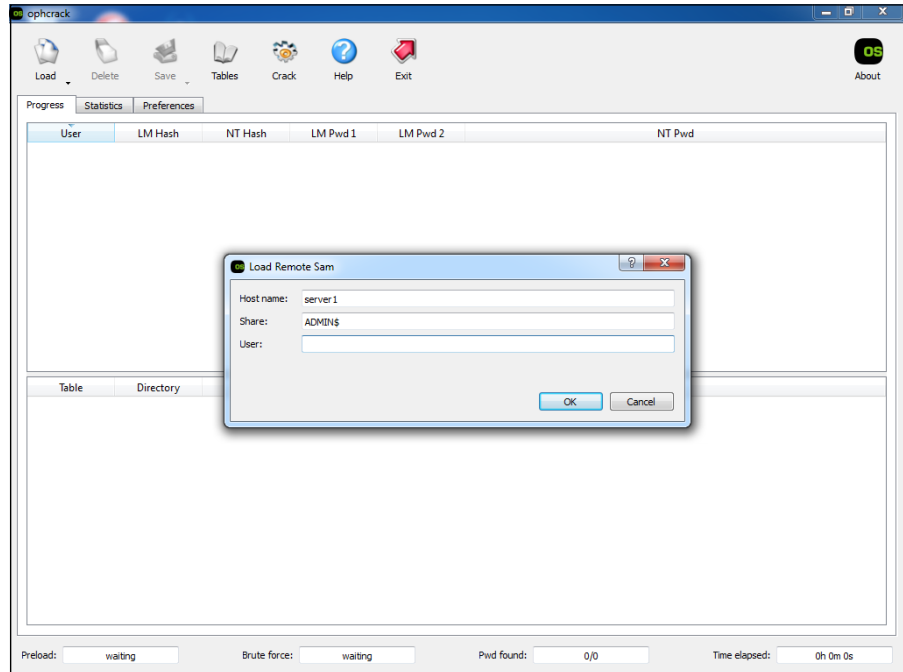 os ophcrack
Load Delete Save Tables Crack Help Exit os About
Progress Statistics Preferences
User LM Hash NT Hash LM Pwd 1 LM Pwd 2 NT Pwd
os Load Remote Sam
Host name: server1
Share: ADMIN$
User:
OK Cancel
Table Directory
Preload: waiting Brute force: waiting Pwd found: 0/0 Time elapsed: 0h 0m 0s